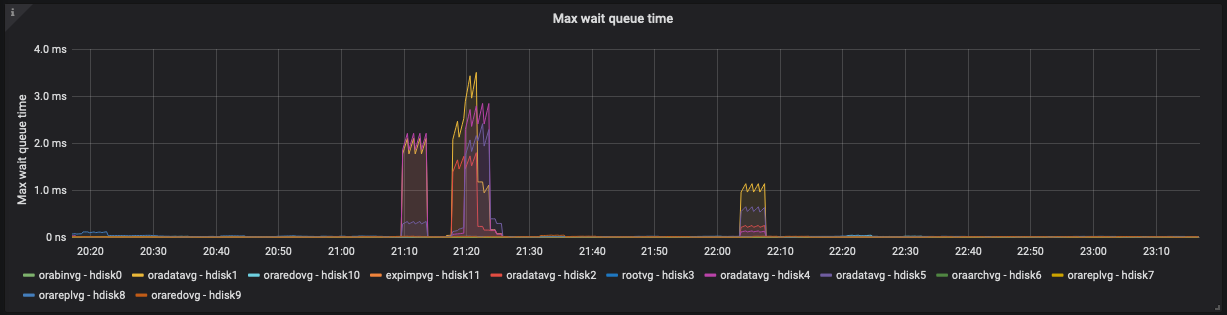 i
Max wait queue time
Max wait queue time
4.0 ms
3.0 ms
2.0 ms
1.0 ms
0 ns
20:20 20:30 20:40 20:50 21:00 21:10 21:20 21:30 21:40 21:50 22:00 22:10 22:20 22:30 22:40 22:50 23:00 23:10
orabinvg - hdisk0 oradatavg - hdisk1 oraredovg - hdisk10 expimpvg - hdisk11 oradatavg - hdisk2 rootvg - hdisk3 oradatavg - hdisk4 oradatavg - hdisk5 oraarchvg - hdisk6 orareplvg - hdisk7
orareplvg - hdisk8 oraredovg - hdisk9